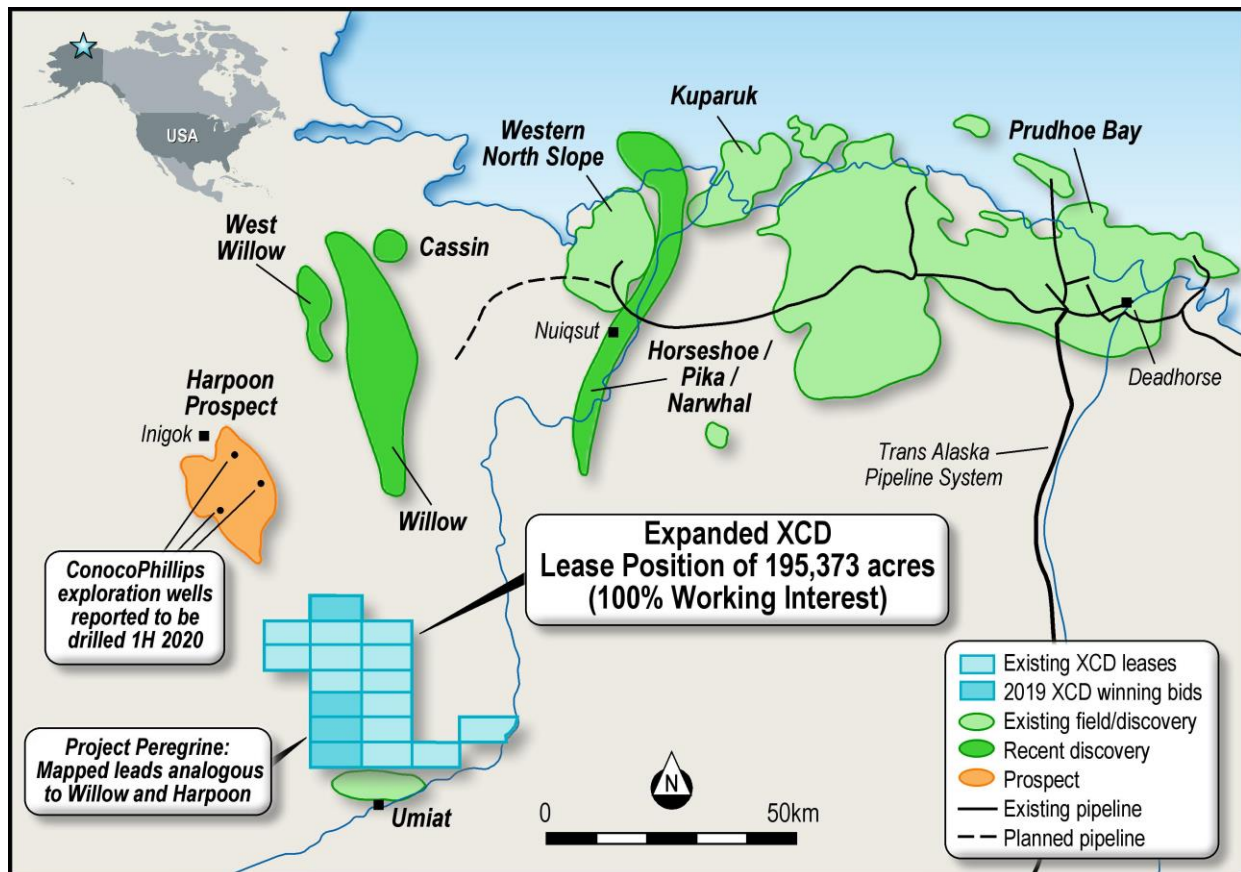 USA
Kuparuk
Western
North Slope
Prudhoe Bay
West
Willow
Cassin
Nuiqsut
Horseshoe /
Pika /
Narwhal
Deadhorse
Harpoon
Prospect
Inigok
Trans Alaska
Pipeline System
Willow
Expanded XCD
Lease Position of 195,373 acres
(100% Working Interest)
ConocoPhillips
exploration wells
reported to be
drilled 1H 2020
Project Peregrine:
Mapped leads analogous
to Willow and Harpoon
Umiat
N
0 50km
Existing XCD leases
2019 XCD winning bids
Existing field/discovery
Recent discovery
Prospect
Existing pipeline
Planned pipeline